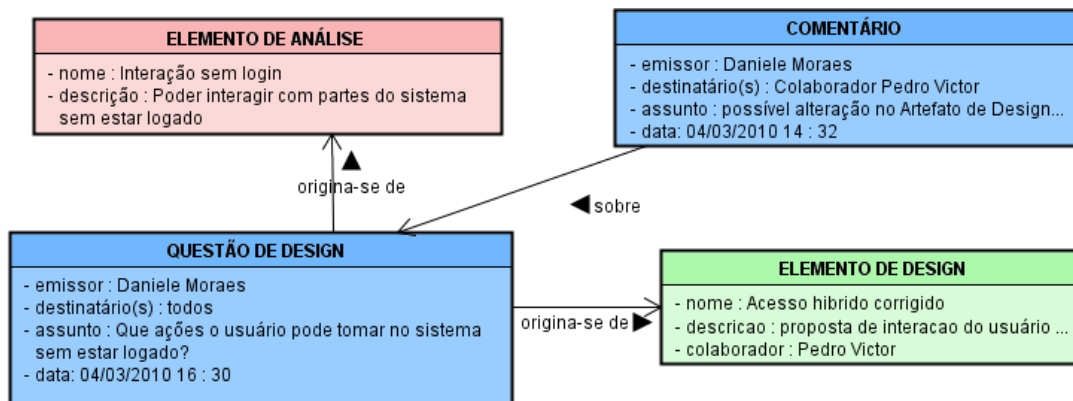 ELEMENTO DE ANÁLISE
- nome : Interação sem login
- descrição : Poder interagir com partes do sistema
sem estar logado
COMENTÁRIO
- emissor : Daniele Moraes
- destinatário(s) : Colaborador Pedro Victor
- assunto : possível alteração no Artefato de Design...
- data: 04/03/2010 14 : 32
origina-se de
sobre
QUESTÃO DE DESIGN
- emissor : Daniele Moraes
- destinatário(s) : todos
- assunto : Que ações o usuário pode tomar no sistema
sem estar logado?
- data: 04/03/2010 16 : 30
origina-se de
ELEMENTO DE DESIGN
- nome : Acesso hibrido corrigido
- descricao : proposta de interacao do usuário ...
- colaborador : Pedro Victor